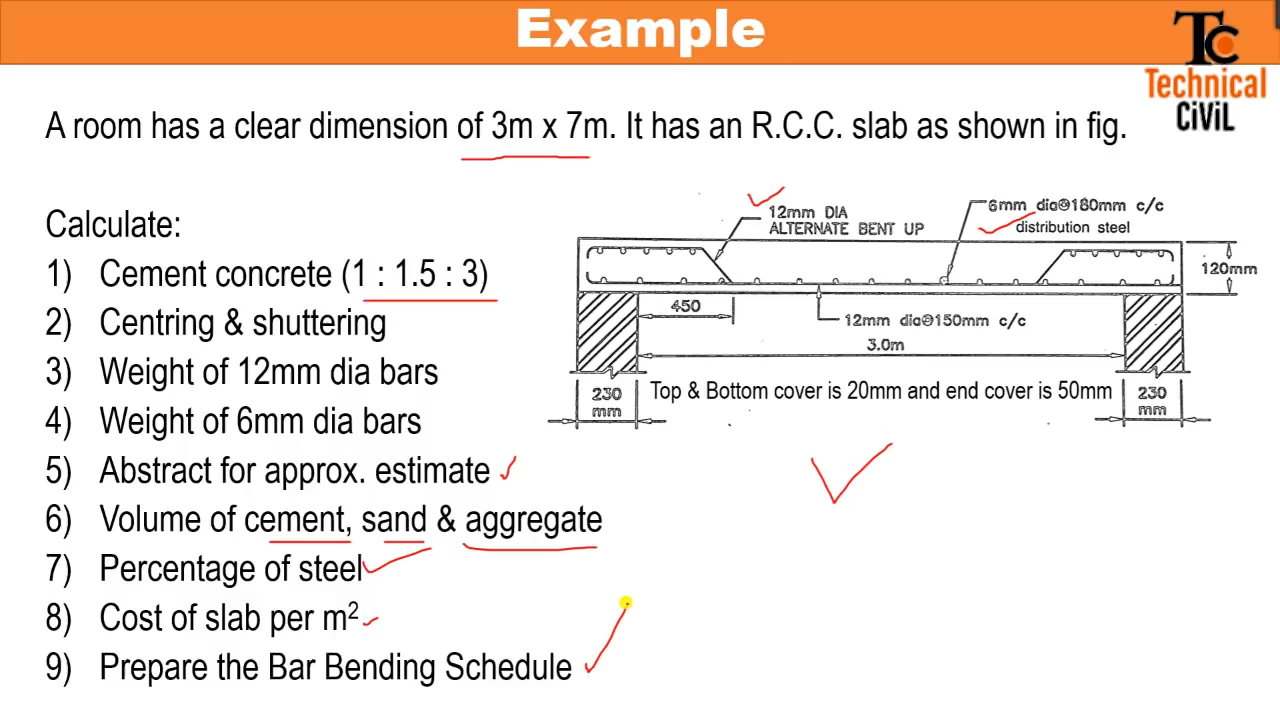 Example
TC
Technical
CiViL
A room has a clear dimension of 3m x 7m. It has an R.C.C. slab as shown in fig.
Calculate:
1) Cement concrete (1 : 1.5 : 3)
2) Centring & shuttering
3) Weight of 12mm dia bars
4) Weight of 6mm dia bars
5) Abstract for approx. estimate
6) Volume of cement, sand & aggregate
7) Percentage of steel
8) Cost of slab per m²
9) Prepare the Bar Bending Schedule
12mm DIA
ALTERNATE BENT UP
6mm dia@180mm c/c
distribution steel
120mm
450
12mm dia@150mm c/c
3.0m
230
mm
Top & Bottom cover is 20mm and end cover is 50mm
230
mm